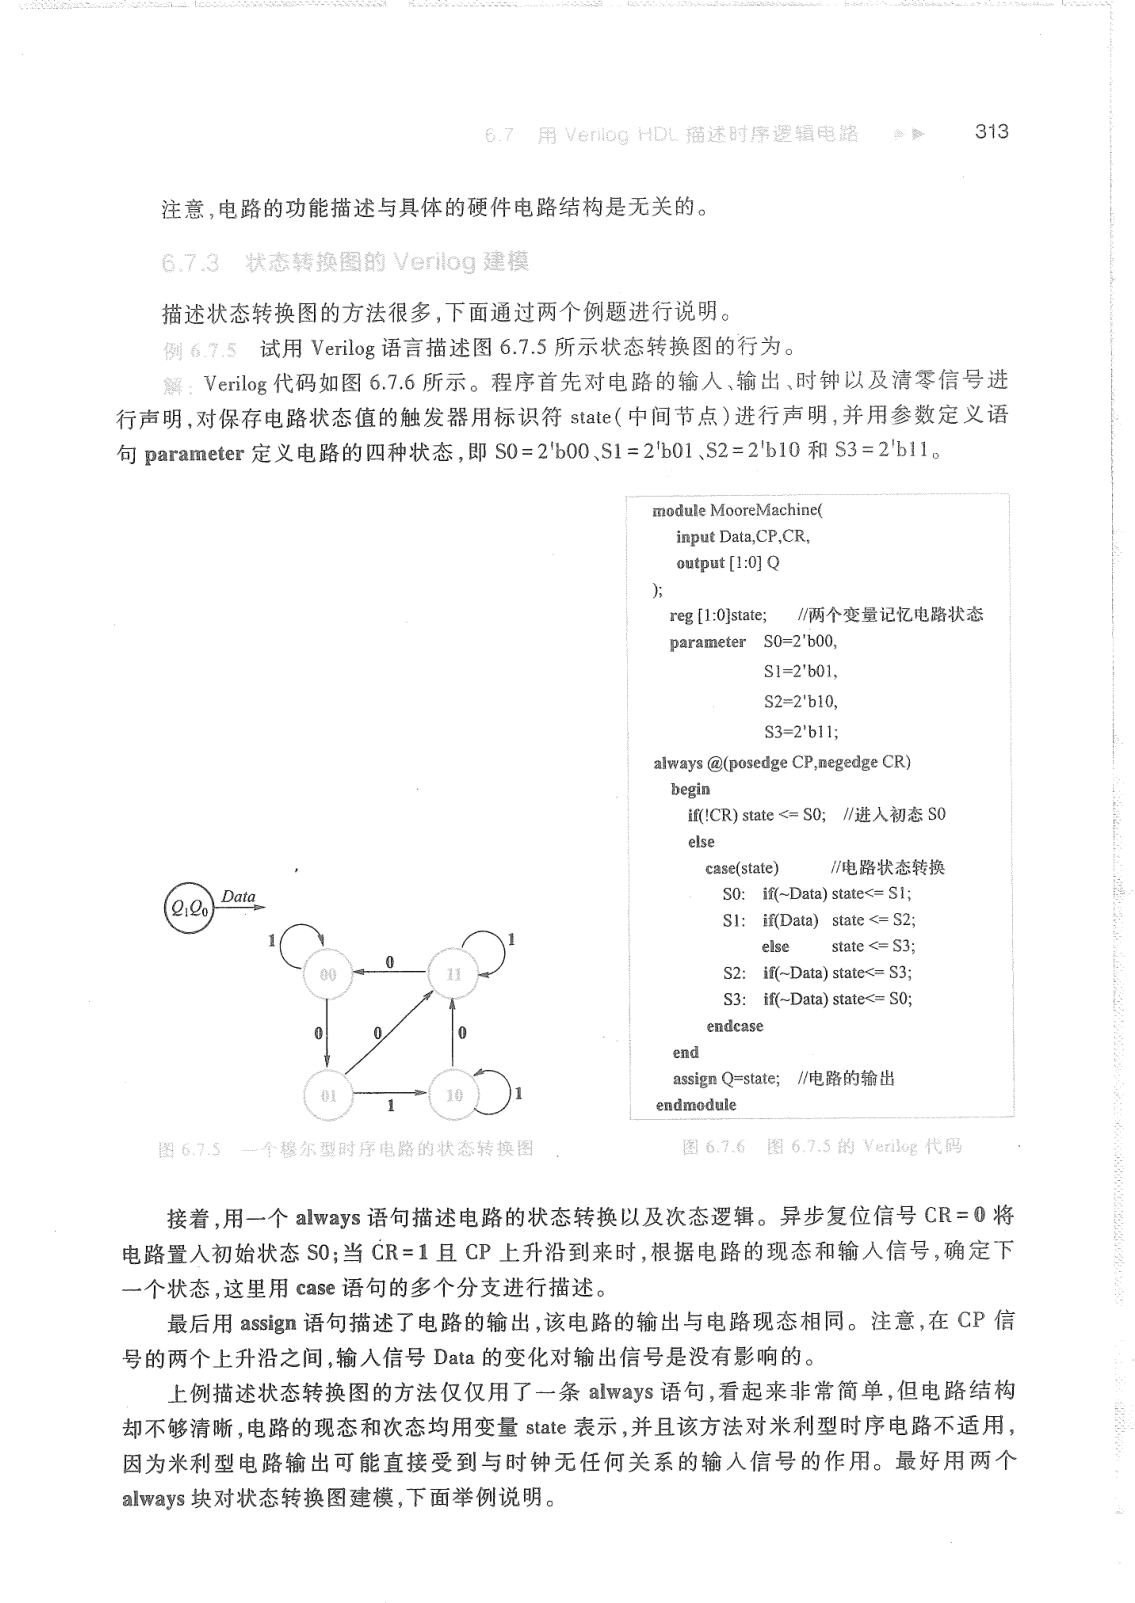 6.7 用 Verilog HDL 描述时序逻辑电路 313
注意,电路的功能描述与具体的硬件电路结构是无关的。
6.7.3 状态转换图的 Verilog 建模
描述状态转换图的方法很多,下面通过两个例题进行说明。
例 6.7.5 试用 Verilog 语言描述图 6.7.5 所示状态转换图的行为。
解: Verilog 代码如图 6.7.6 所示。程序首先对电路的输入、输出、时钟以及清零信号进
行声明,对保存电路状态值的触发器用标识符 state(中间节点)进行声明,并用参数定义语
句 parameter 定义电路的四种状态,即 S0=2'b00、S1=2'b01、S2=2'b10 和 S3=2'b11。
Q1Q0 Data
1 00 0 11 1
0 0 0
01 1 10 1
图 6.7.5 一个穆尔型时序电路的状态转换图
module MooreMachine(
input Data,CP,CR,
output [1:0] Q
);
reg [1:0]state; //两个变量记忆电路状态
parameter S0=2'b00,
S1=2'b01,
S2=2'b10,
S3=2'b11;
always @(posedge CP,negedge CR)
begin
if(!CR) state <= S0; //进入初态 S0
else
case(state) //电路状态转换
S0: if(~Data) state<= S1;
S1: if(Data) state <= S2;
else state <= S3;
S2: if(~Data) state<= S3;
S3: if(~Data) state<= S0;
endcase
end
assign Q=state; //电路的输出
endmodule
图 6.7.6 图 6.7.5 的 Verilog 代码
接着,用一个 always 语句描述电路的状态转换以及次态逻辑。异步复位信号 CR=0 将
电路置入初始状态 S0;当 CR=1 且 CP 上升沿到来时,根据电路的现态和输入信号,确定下
一个状态,这里用 case 语句的多个分支进行描述。
最后用 assign 语句描述了电路的输出,该电路的输出与电路现态相同。注意,在 CP 信
号的两个上升沿之间,输入信号 Data 的变化对输出信号是没有影响的。
上例描述状态转换图的方法仅仅用了一条 always 语句,看起来非常简单,但电路结构
却不够清晰,电路的现态和次态均用变量 state 表示,并且该方法对米利型时序电路不适用,
因为米利型电路输出可能直接受到与时钟无任何关系的输入信号的作用。最好用两个
always 块对状态转换图建模,下面举例说明。